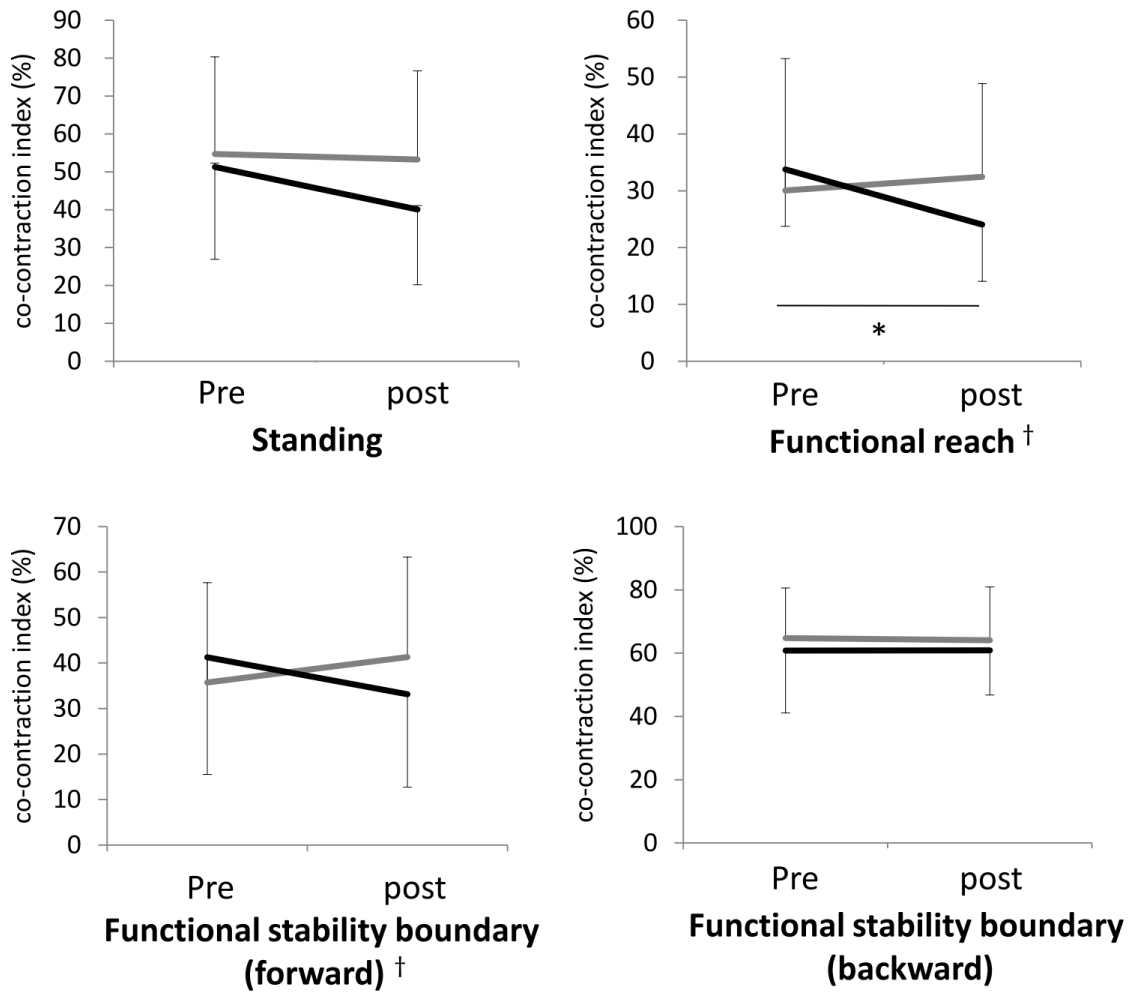 co-contraction index (%)
90
80
70
60
50
40
30
20
10
0
Pre post
Standing
co-contraction index (%)
60
50
40
30
20
10
0
*
Pre post
Functional reach †
co-contraction index (%)
70
60
50
40
30
20
10
0
Pre post
Functional stability boundary
(forward) †
co-contraction index (%)
100
80
60
40
20
0
Pre post
Functional stability boundary
(backward)